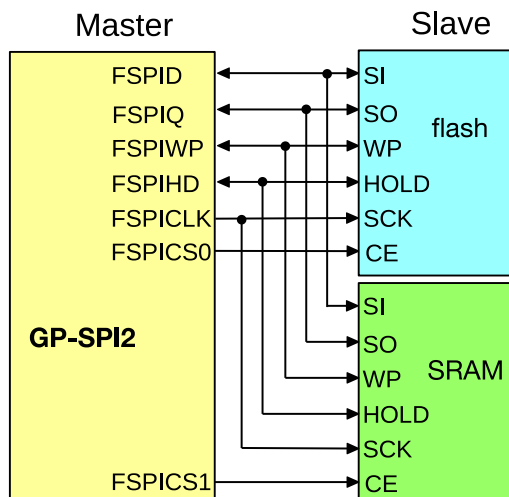 Master
Slave
FSPID
FSPIQ
FSPIWP
FSPIHD
FSPICLK
FSPICS0
GP-SPI2
FSPICS1
SI
SO
WP
HOLD
SCK
CE
flash
SI
SO
WP
HOLD
SCK
CE
SRAM